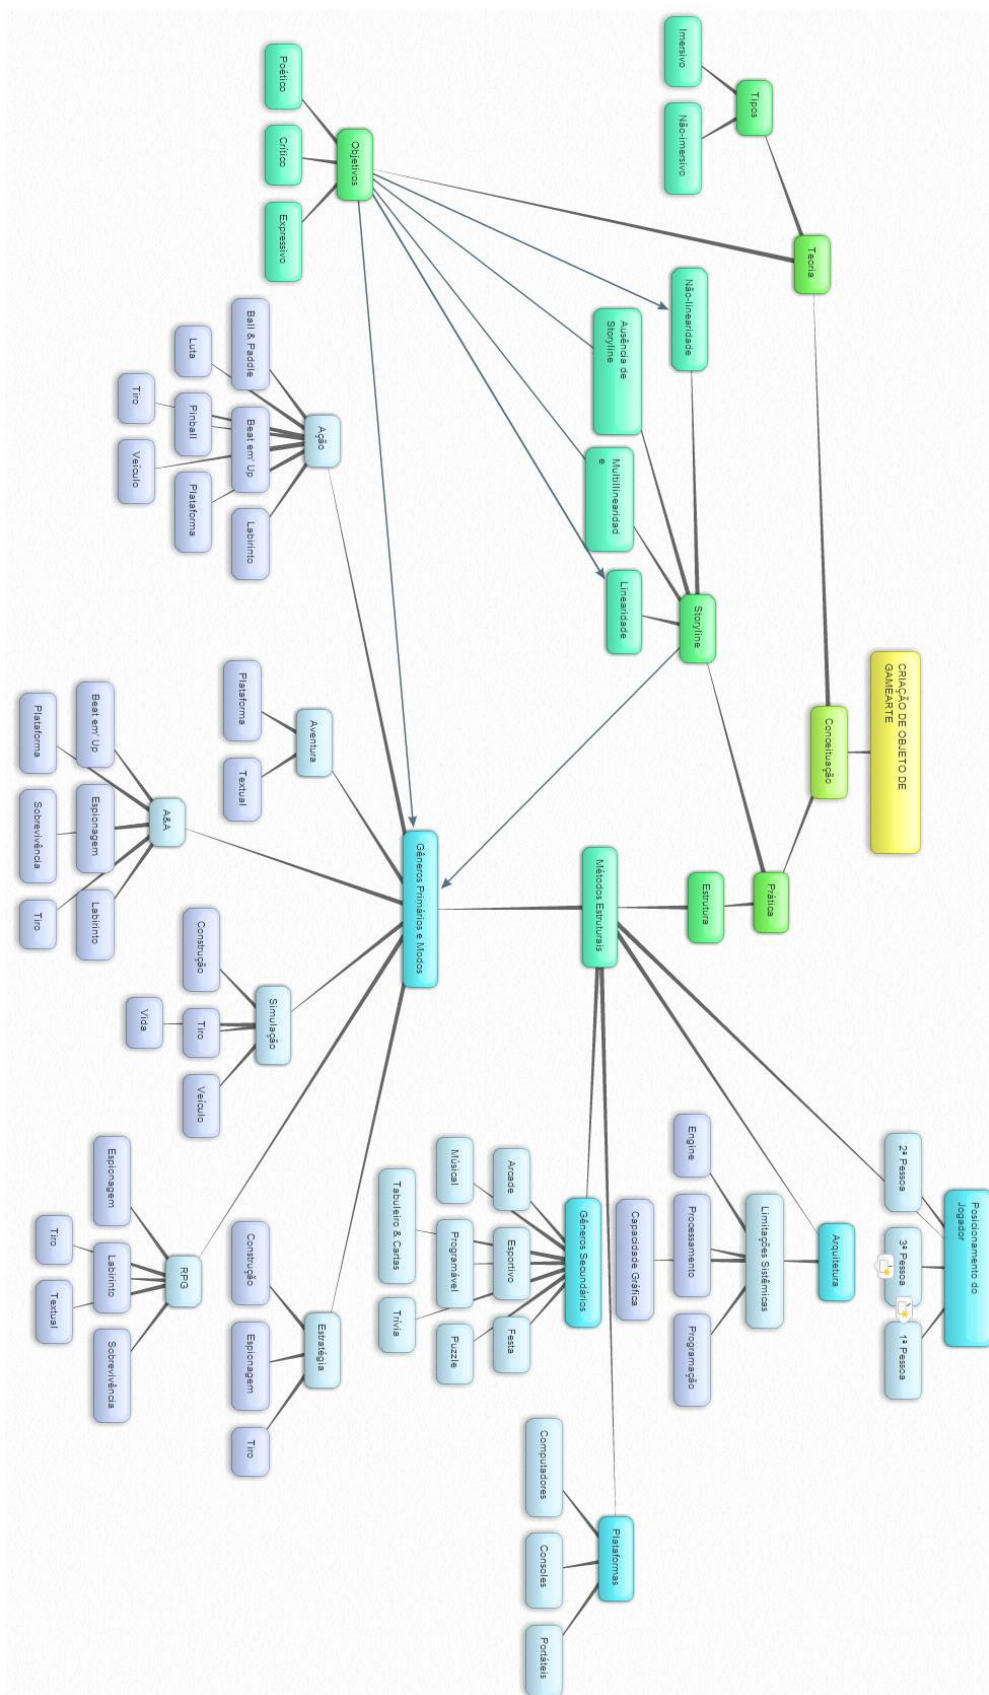 CRIAÇÃO DE OBJETO DE
GAMEARTE
Conceituação
Teoria
Prática
Tipos
Imersivo
Não-imersivo
Objetivos
Poético
Crítico
Expressivo
Storyline
Não-linearidade
Ausência de
Storyline
Multilinearidad
e
Linearidade
Estrutura
Métodos Estruturais
Posicionamento do
Jogador
2ª Pessoa
3ª Pessoa
1ª Pessoa
Arquitetura
Limitações Sistêmicas
Engine
Processamento
Programação
Capacidade Gráfica
Gêneros Secundários
Arcade
Esportivo
Festa
Músical
Programável
Puzzle
Tabuleiro & Cartas
Trívia
Plataformas
Computadores
Consoles
Portáteis
Gêneros Primários e Modos
Ação
Ball & Paddle
Beat em' Up
Labirinto
Luta
Pinball
Plataforma
Tiro
Veículo
Aventura
Plataforma
Textual
A&A
Beat em' Up
Espionagem
Labirinto
Plataforma
Sobrevivência
Tiro
Simulação
Construção
Tiro
Veículo
Vida
RPG
Espionagem
Labirinto
Sobrevivência
Tiro
Textual
Estratégia
Construção
Espionagem
Tiro